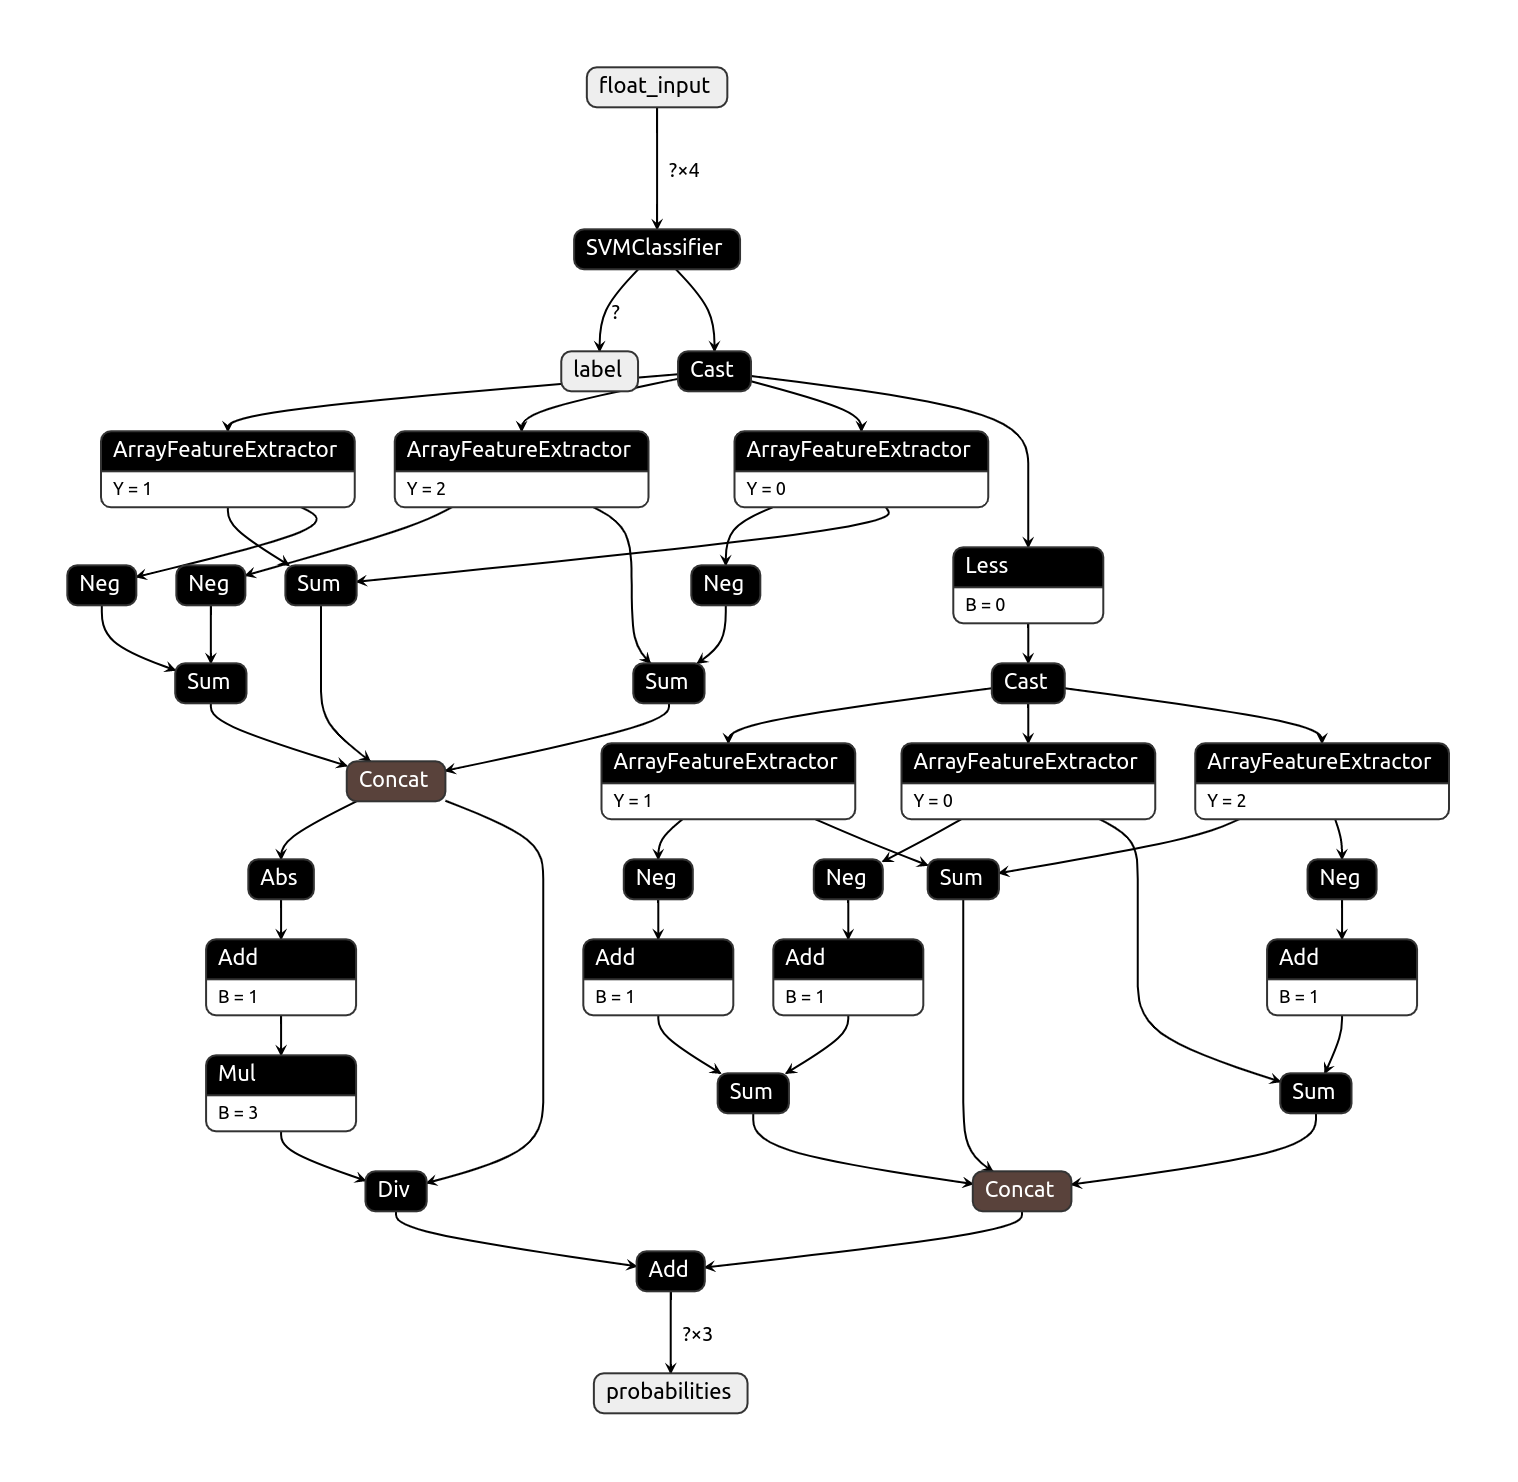 float_input
?×4
SVMClassifier
?
label
Cast
ArrayFeatureExtractor
Y = 1
ArrayFeatureExtractor
Y = 2
ArrayFeatureExtractor
Y = 0
Neg
Neg
Sum
Neg
Less
B = 0
Sum
Sum
Cast
Concat
ArrayFeatureExtractor
Y = 1
ArrayFeatureExtractor
Y = 0
ArrayFeatureExtractor
Y = 2
Abs
Neg
Neg
Sum
Neg
Add
B = 1
Add
B = 1
Add
B = 1
Add
B = 1
Mul
B = 3
Sum
Sum
Div
Concat
Add
?×3
probabilities